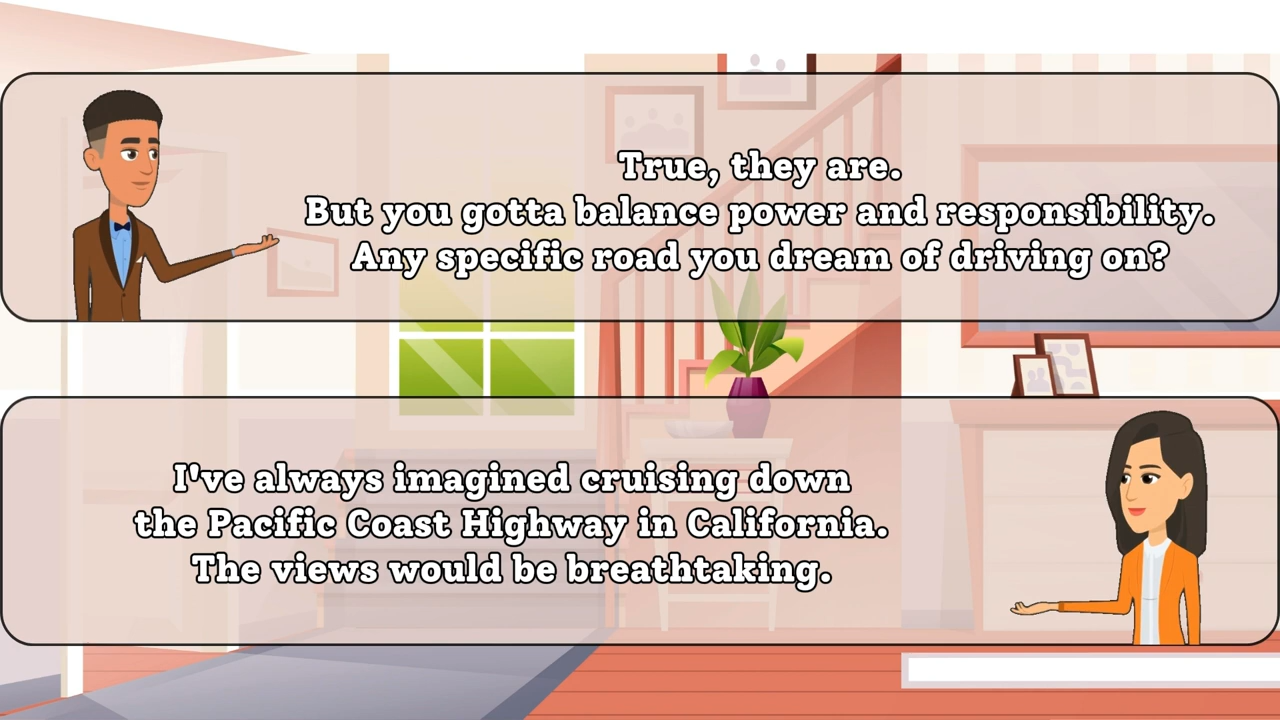 True, they are.
But you gotta balance power and responsibility.
Any specific road you dream of driving on?
I've always imagined cruising down
the Pacific Coast Highway in California.
The views would be breathtaking.